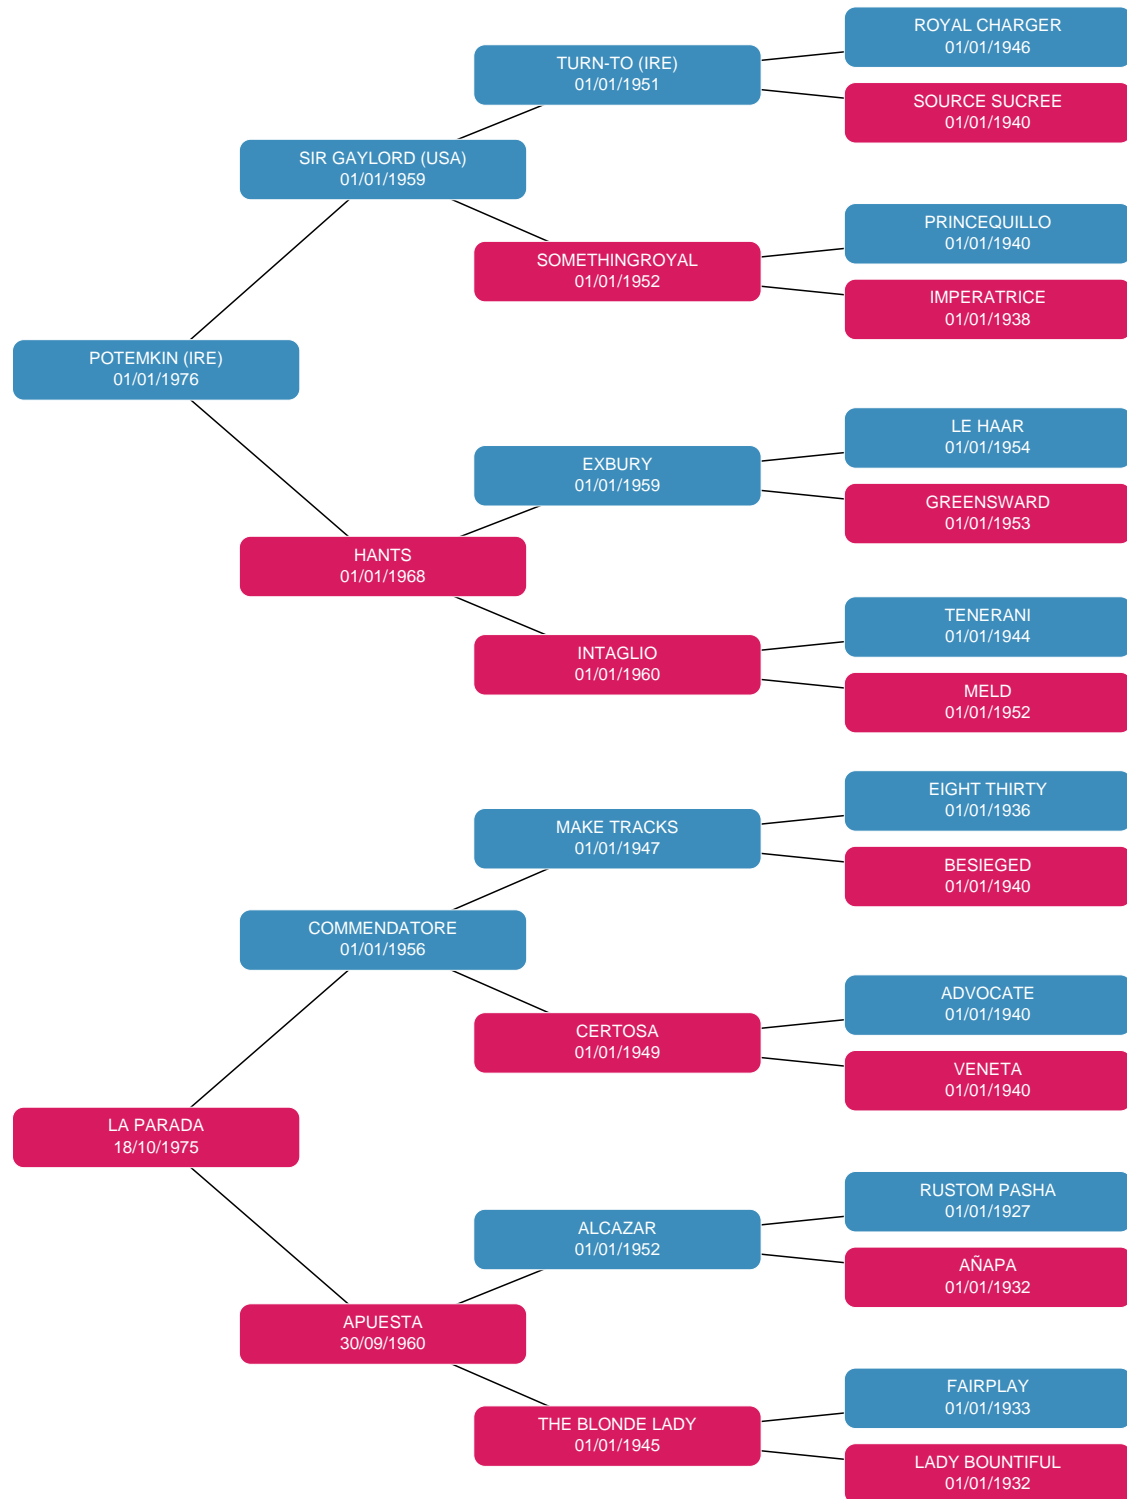 ROYAL CHARGER
01/01/1946
TURN-TO (IRE)
01/01/1951
SOURCE SUCREE
01/01/1940
SIR GAYLORD (USA)
01/01/1959
PRINCEQUILLO
01/01/1940
SOMETHINGROYAL
01/01/1952
IMPERATRICE
01/01/1938
POTEMKIN (IRE)
01/01/1976
LE HAAR
01/01/1954
EXBURY
01/01/1959
GREENSWARD
01/01/1953
HANTS
01/01/1968
TENERANI
01/01/1944
INTAGLIO
01/01/1960
MELD
01/01/1952
EIGHT THIRTY
01/01/1936
MAKE TRACKS
01/01/1947
BESIEGED
01/01/1940
COMMENDATORE
01/01/1956
ADVOCATE
01/01/1940
CERTOSA
01/01/1949
VENETA
01/01/1940
LA PARADA
18/10/1975
RUSTOM PASHA
01/01/1927
ALCAZAR
01/01/1952
AÑAPA
01/01/1932
APUESTA
30/09/1960
FAIRPLAY
01/01/1933
THE BLONDE LADY
01/01/1945
LADY BOUNTIFUL
01/01/1932